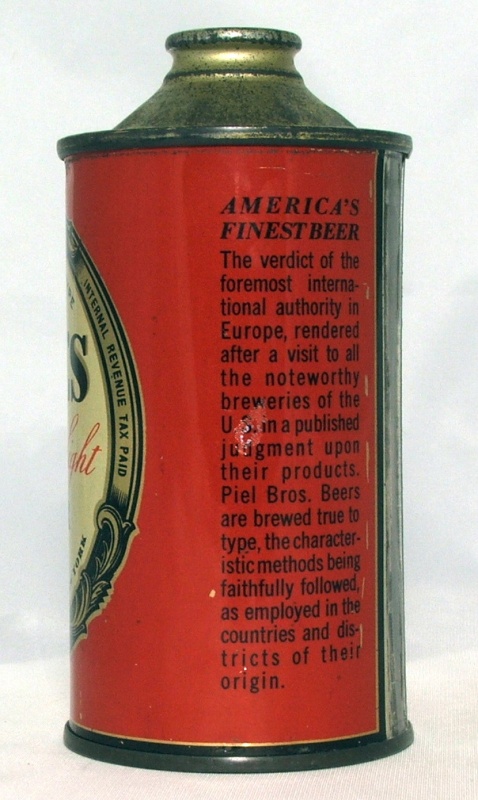 AMERICA'S
FINEST BEER
The verdict of the
foremost interna-
tional authority in
Europe, rendered
after a visit to all
the noteworthy
breweries of the
U.S. in a published
judgment upon
their products.
Piel Bros. Beers
are brewed true to
type, the character-
istic methods being
faithfully followed,
as employed in the
countries and dis-
tricts of their
origin.
INTERNAL REVENUE TAX PAID